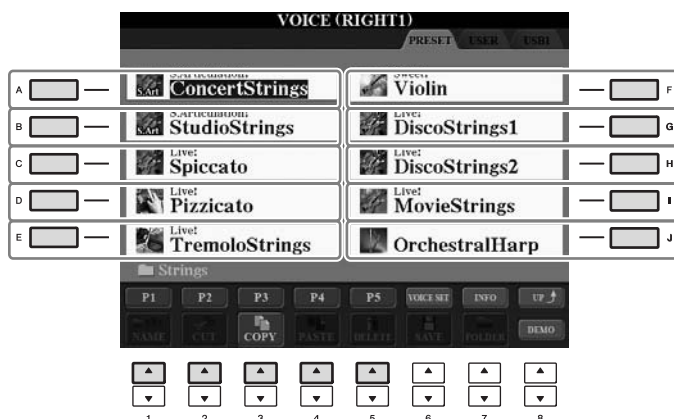 VOICE (RIGHT1)
PRESET USER USB1
A S.Articulation! S.Art ConcertStrings
Sweet! Violin F
B S.Articulation! S.Art StudioStrings
Live! DiscoStrings1 G
C Live! Spiccato
Live! DiscoStrings2 H
D Live! Pizzicato
Live! MovieStrings I
E Live! TremoloStrings
OrchestralHarp J
Strings
P1 P2 P3 P4 P5 VOICE SET INFO UP
NAME CUT COPY PASTE DELETE SAVE FOLDER DEMO
1 2 3 4 5 6 7 8